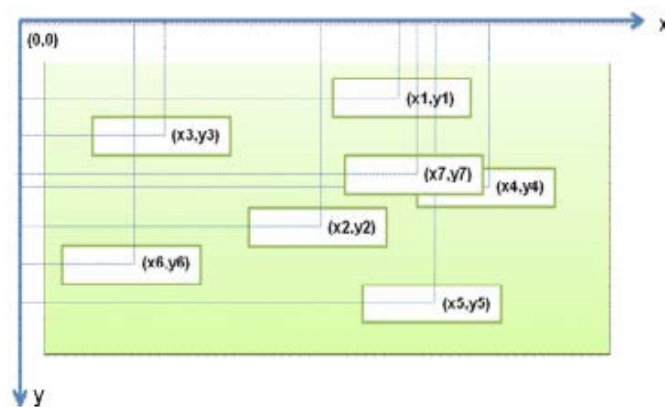 x
(0,0)
(x1,y1)
(x3,y3)
(x7,y7)
(x4,y4)
(x2,y2)
(x6,y6)
(x5,y5)
y